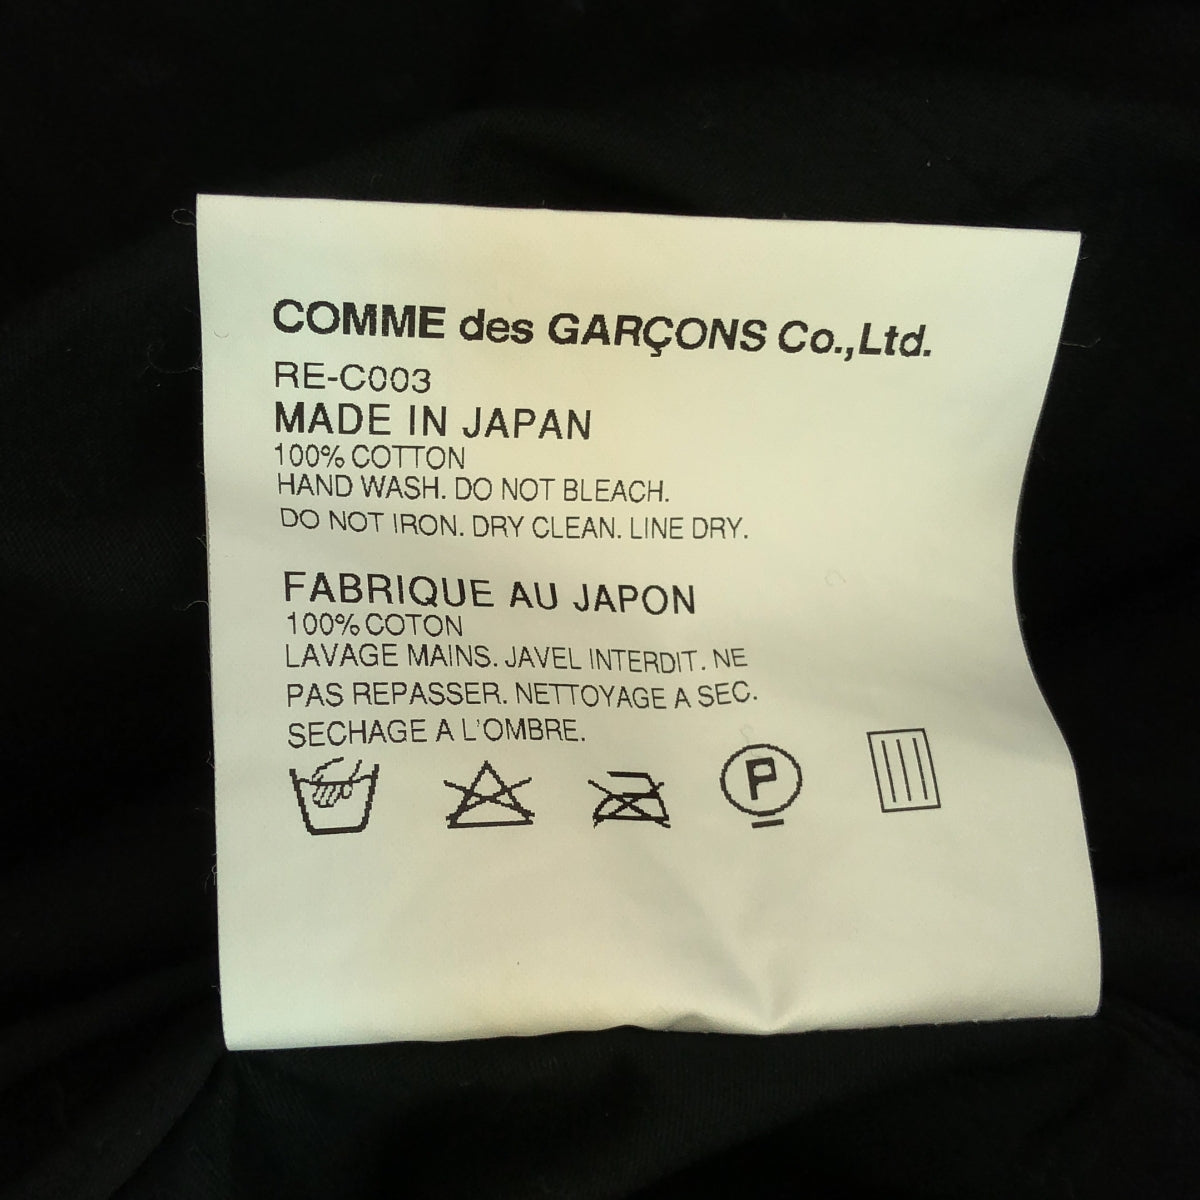 COMME des GARÇONS Co.,Ltd.
RE-C003
MADE IN JAPAN
100% COTTON
HAND WASH. DO NOT BLEACH.
DO NOT IRON. DRY CLEAN. LINE DRY.
FABRIQUE AU JAPON
100% COTON
LAVAGE MAINS. JAVEL INTERDIT. NE
PAS REPASSER. NETTOYAGE A SEC.
SECHAGE A L'OMBRE.
P